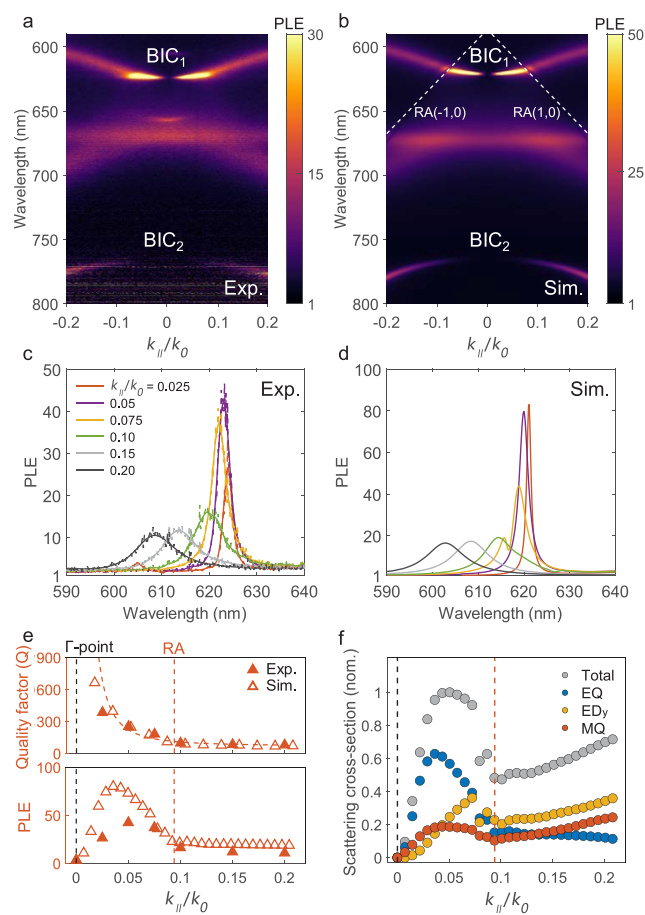 a
PLE
30
15
1
600
650
700
750
800
Wavelength (nm)
BIC1
BIC2
Exp.
-0.2
-0.1
0
0.1
0.2
k///k0
b
PLE
50
25
1
600
650
700
750
800
Wavelength (nm)
BIC1
RA(-1,0)
RA(1,0)
BIC2
Sim.
-0.2
-0.1
0
0.1
0.2
k///k0
c
50
40
30
20
10
1
PLE
k///k0 = 0.025
0.05
0.075
0.10
0.15
0.20
Exp.
590
600
610
620
630
640
Wavelength (nm)
d
100
80
60
40
20
1
PLE
Sim.
590
600
610
620
630
640
Wavelength (nm)
e
Γ-point
RA
900
600
300
0
Quality factor (Q)
Exp.
Sim.
100
50
0
PLE
0
0.05
0.1
0.15
0.2
k///k0
f
1
0.8
0.6
0.4
0.2
0
Scattering cross-section (nom.)
Total
EQ
EDy
MQ
0
0.05
0.1
0.15
0.2
k///k0